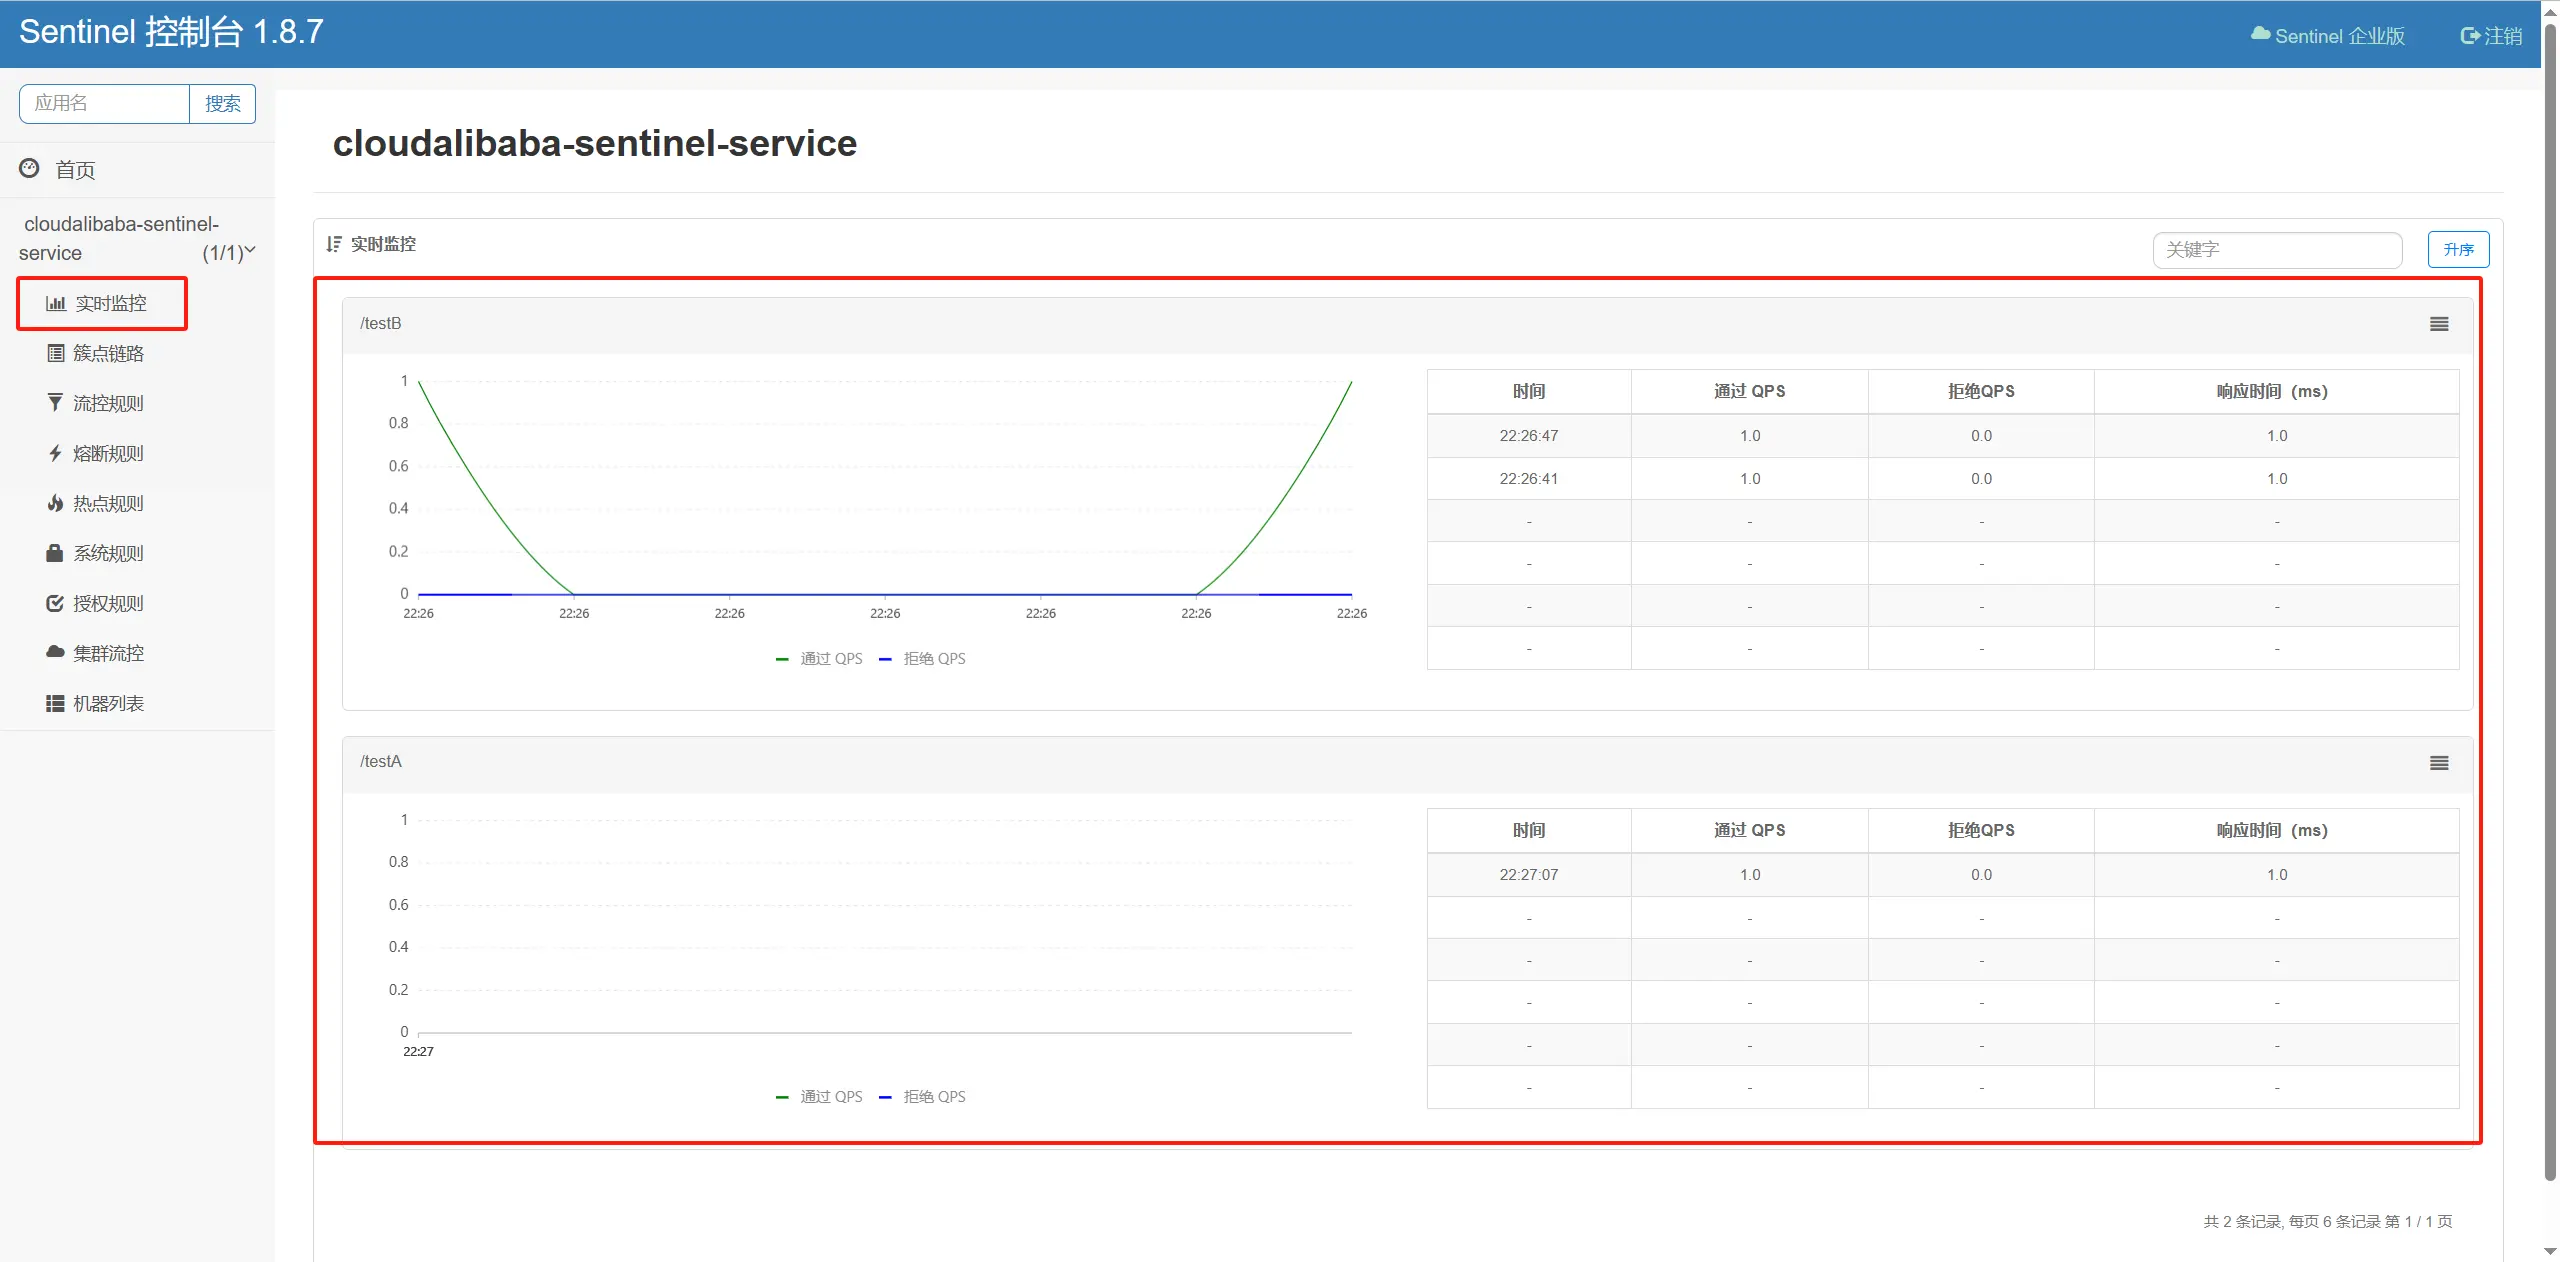 Sentinel 控制台 1.8.7
Sentinel 企业版
注销
应用名
搜索
首页
cloudalibaba-sentinel-
service (1/1)
实时监控
簇点链路
流控规则
熔断规则
热点规则
系统规则
授权规则
集群流控
机器列表
cloudalibaba-sentinel-service
实时监控
关键字
升序
/testB
1
0.8
0.6
0.4
0.2
0
22:26 22:26 22:26 22:26 22:26 22:26 22:26
通过 QPS 拒绝 QPS
时间 通过 QPS 拒绝QPS 响应时间 (ms)
22:26:47 1.0 0.0 1.0
22:26:41 1.0 0.0 1.0
- - - -
- - - -
- - - -
- - - -
/testA
1
0.8
0.6
0.4
0.2
0
22:27
通过 QPS 拒绝 QPS
时间 通过 QPS 拒绝QPS 响应时间 (ms)
22:27:07 1.0 0.0 1.0
- - - -
- - - -
- - - -
- - - -
- - - -
共 2 条记录, 每页 6 条记录 第 1 / 1 页